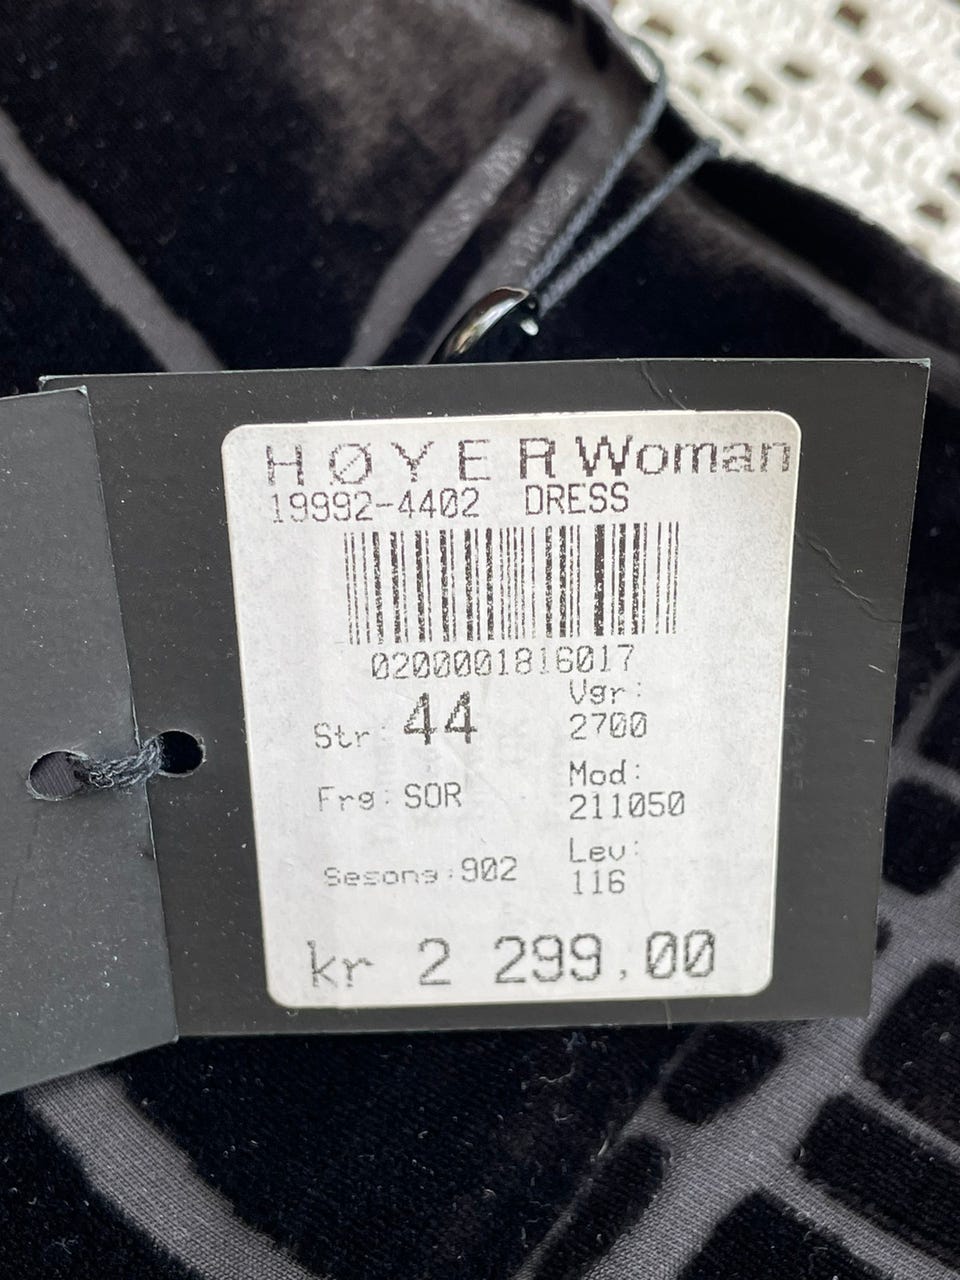 HØYER Woman
19992-4402 DRESS
0200001816017
Str: 44
Vgr:
2700
Frg: SOR
Mod:
211050
Sesong: 902
Lev:
116
kr 2 299,00